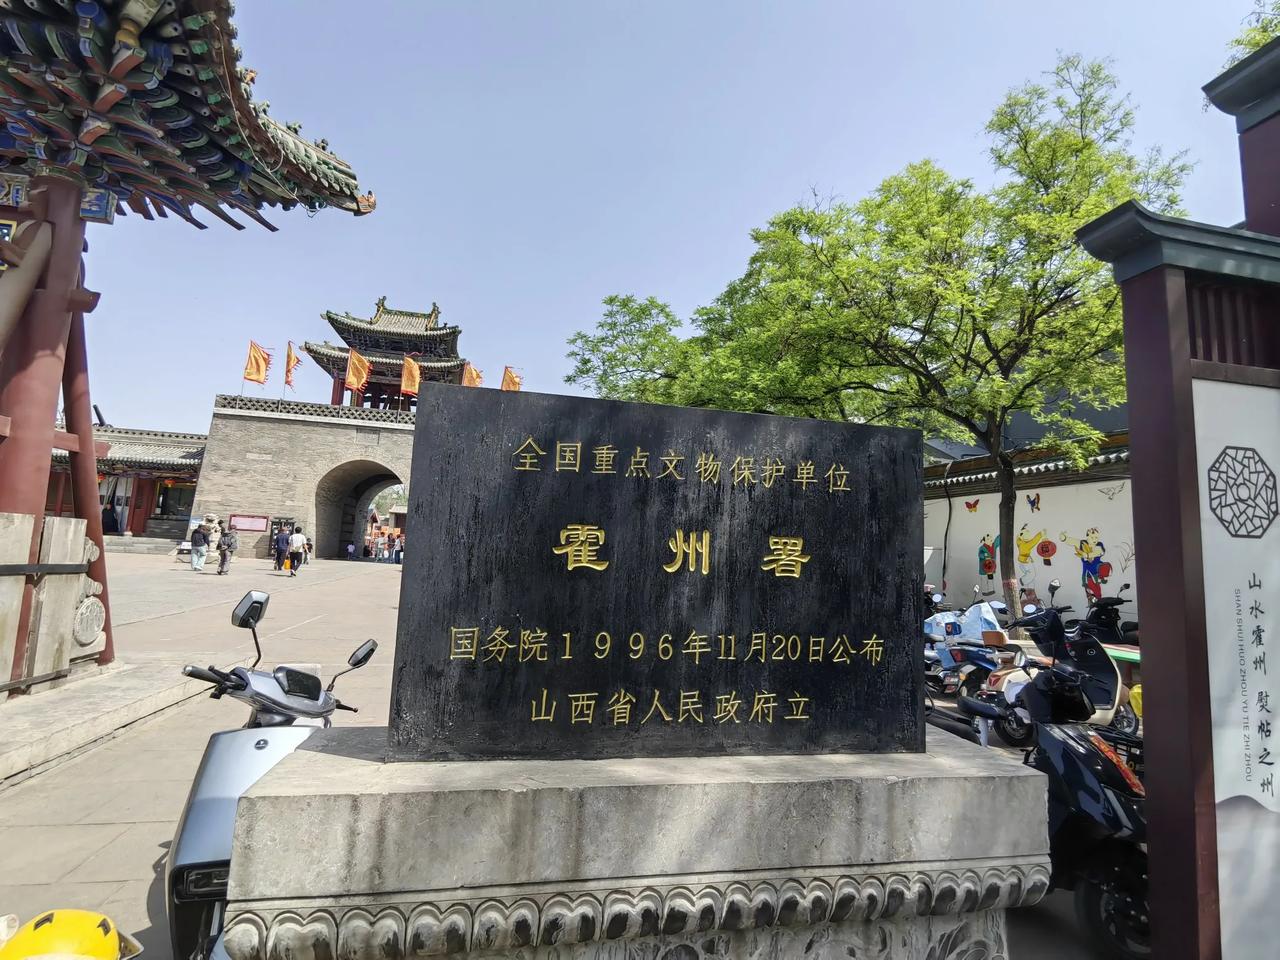 全国重点文物保护单位
霍州署
国务院1996年11月20日公布
山西省人民政府立
山水霍州 熨帖之州
SHAN SHUI HUO ZHOU YU TIE ZHI ZHOU